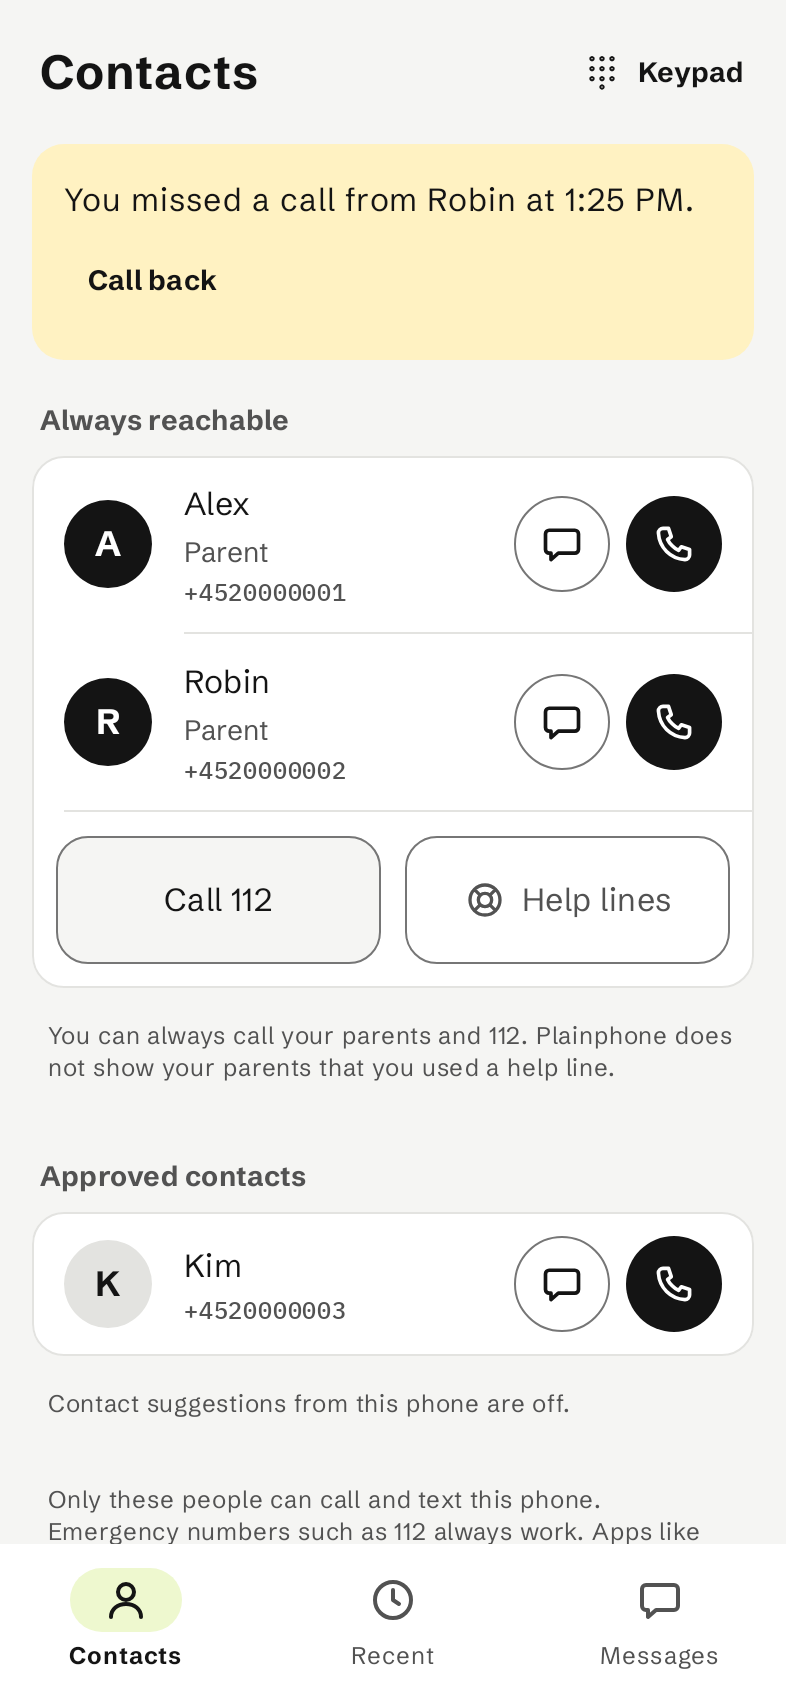 Contacts
Keypad
You missed a call from Robin at 1:25 PM.
Call back
Always reachable
A
Alex
Parent
+4520000001
R
Robin
Parent
+4520000002
Call 112
Help lines
You can always call your parents and 112. Plainphone does
not show your parents that you used a help line.
Approved contacts
K
Kim
+4520000003
Contact suggestions from this phone are off.
Only these people can call and text this phone.
Emergency numbers such as 112 always work. Apps like
Contacts
Recent
Messages